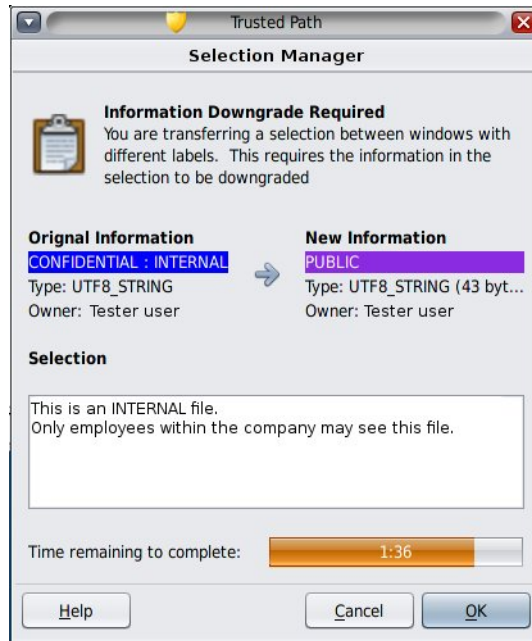 Trusted Path
Selection Manager
Information Downgrade Required
You are transferring a selection between windows with
different labels. This requires the information in the
selection to be downgraded
Orignal Information
CONFIDENTIAL : INTERNAL
Type: UTF8_STRING
Owner: Tester user
New Information
PUBLIC
Type: UTF8_STRING (43 byt...
Owner: Tester user
Selection
This is an INTERNAL file.
Only employees within the company may see this file.
Time remaining to complete: 1:36
Help Cancel OK